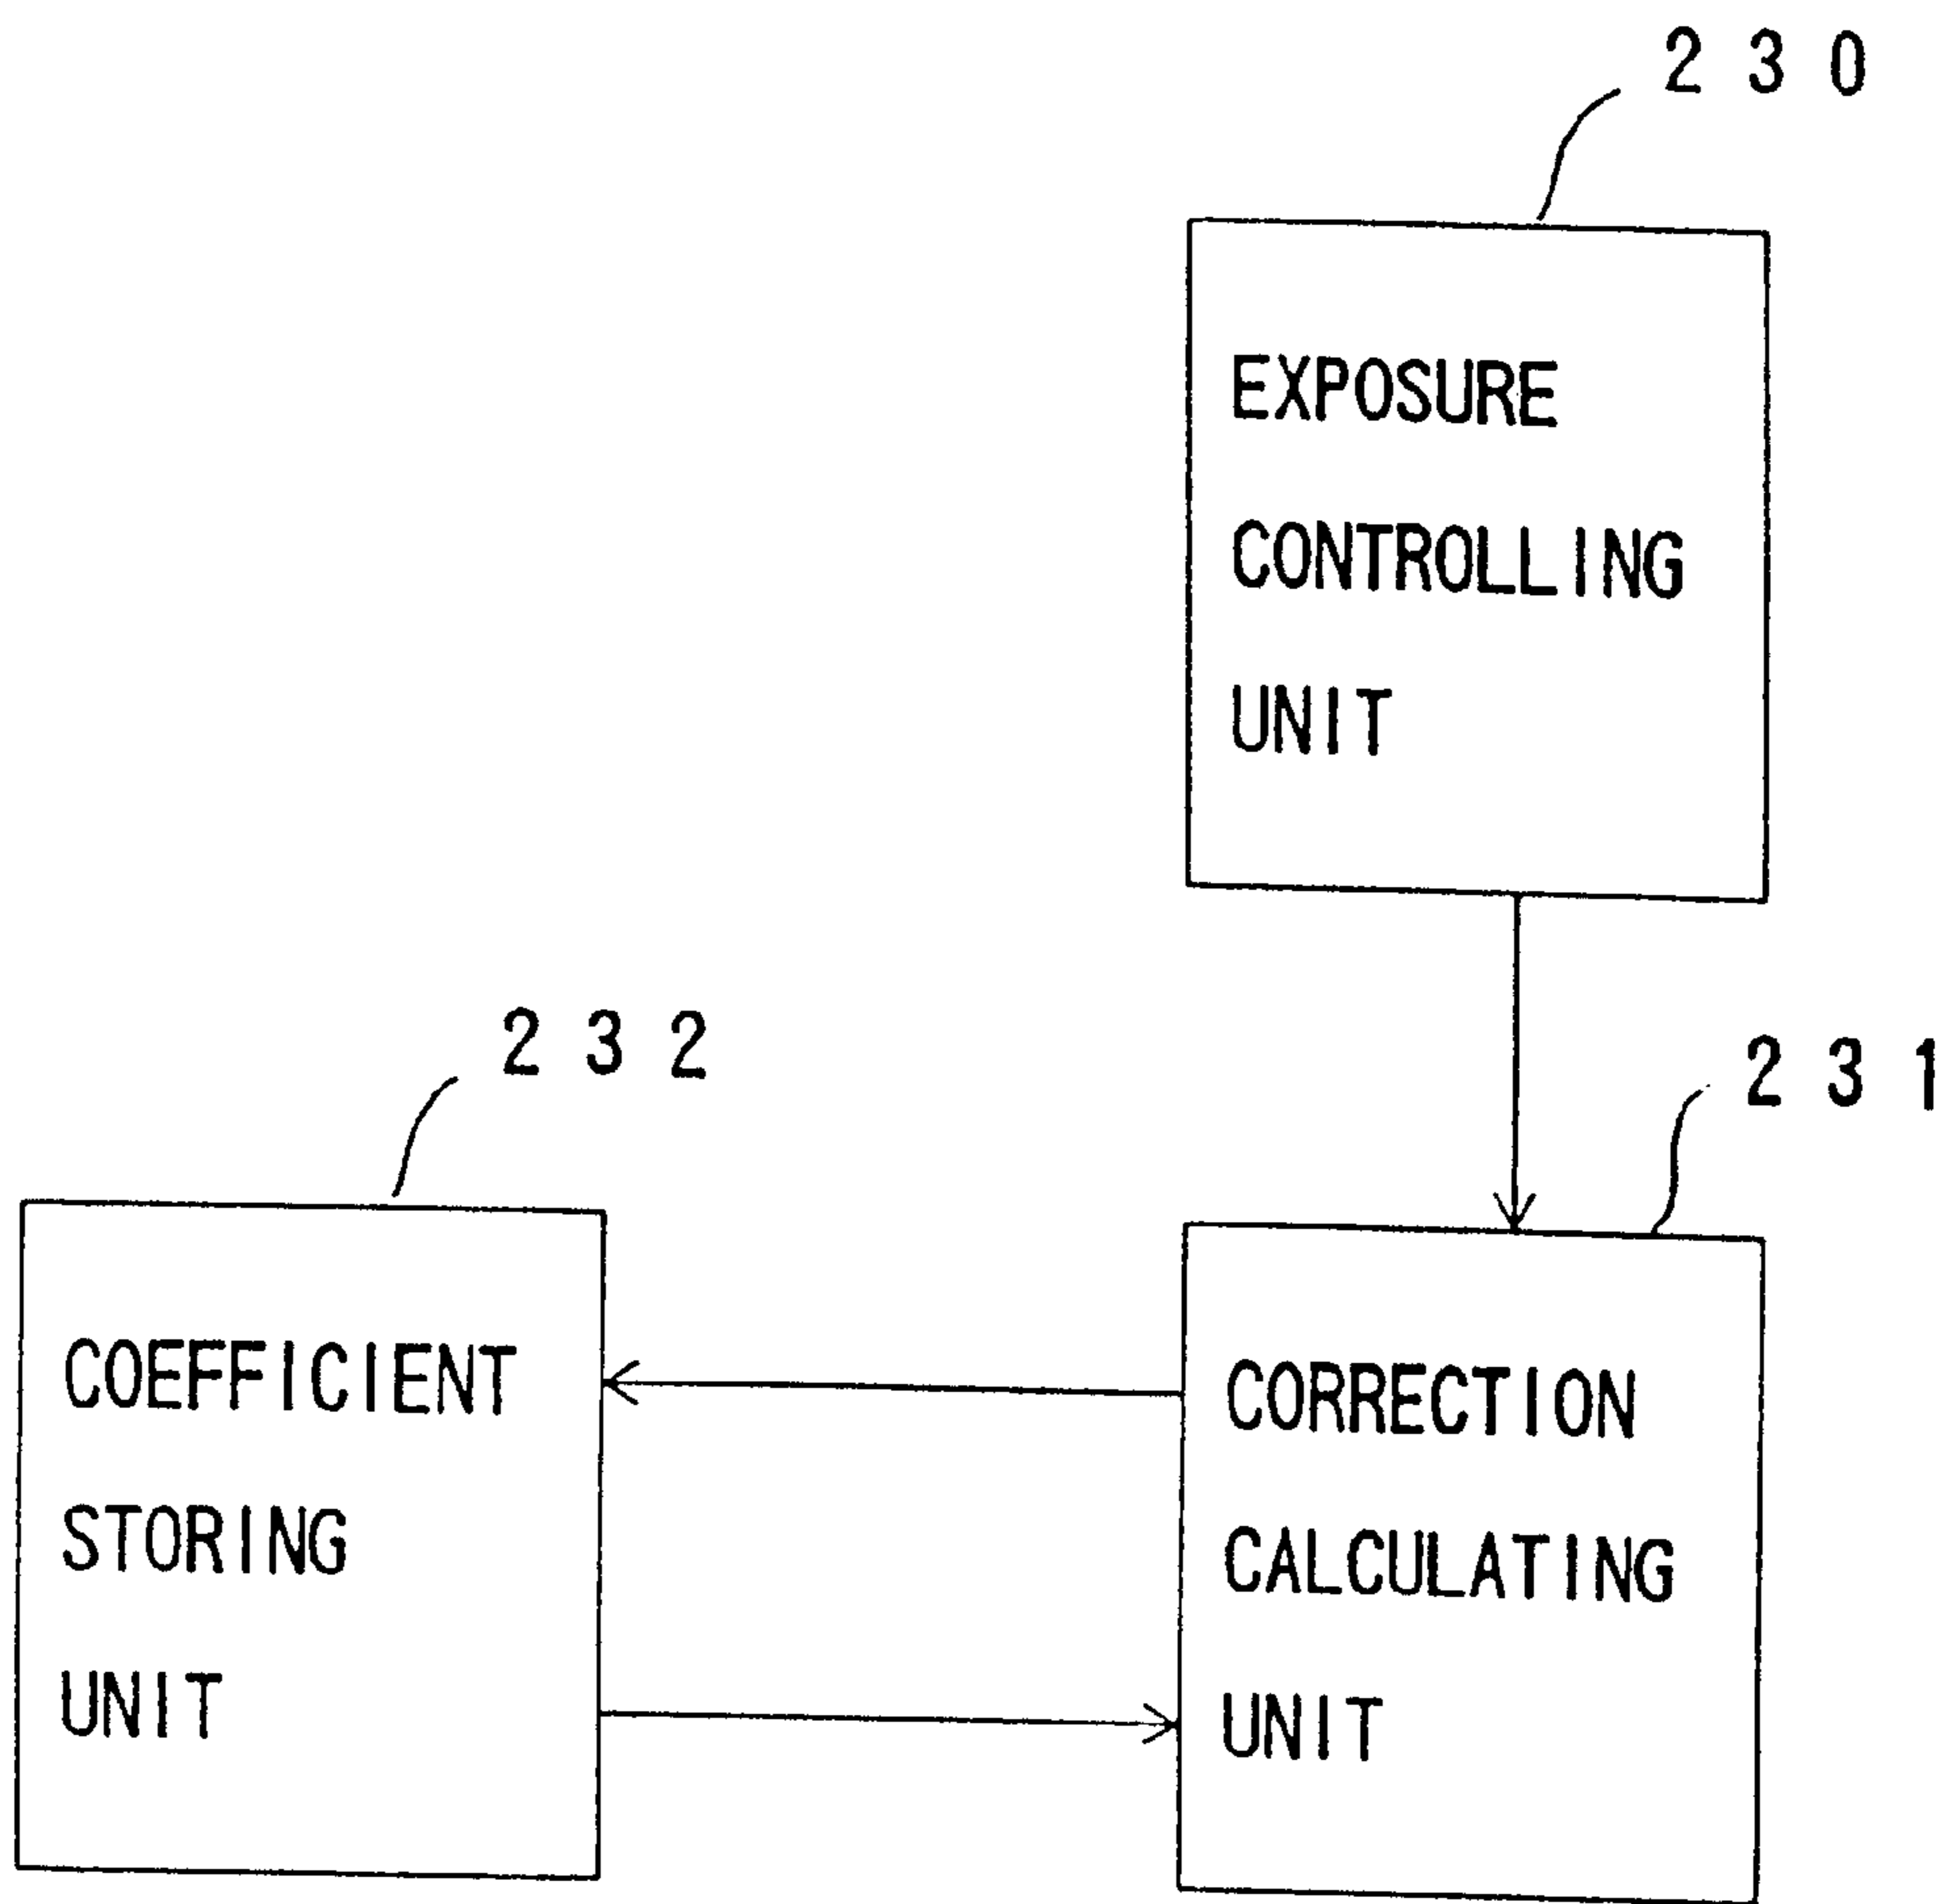 230
EXPOSURE
CONTROLLING
UNIT
232
231
COEFFICIENT
STORING
UNIT
CORRECTION
CALCULATING
UNIT